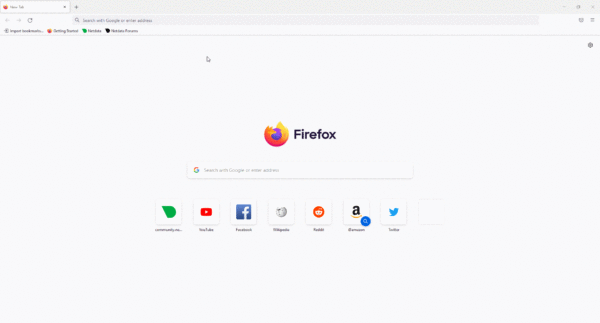 New Tab
Search with Google or enter address
Import bookmarks... Getting Started Netdata Netdata Forums
Firefox
Search with Google or enter address
community.ne... YouTube Facebook Wikipedia Reddit @amazon Twitter